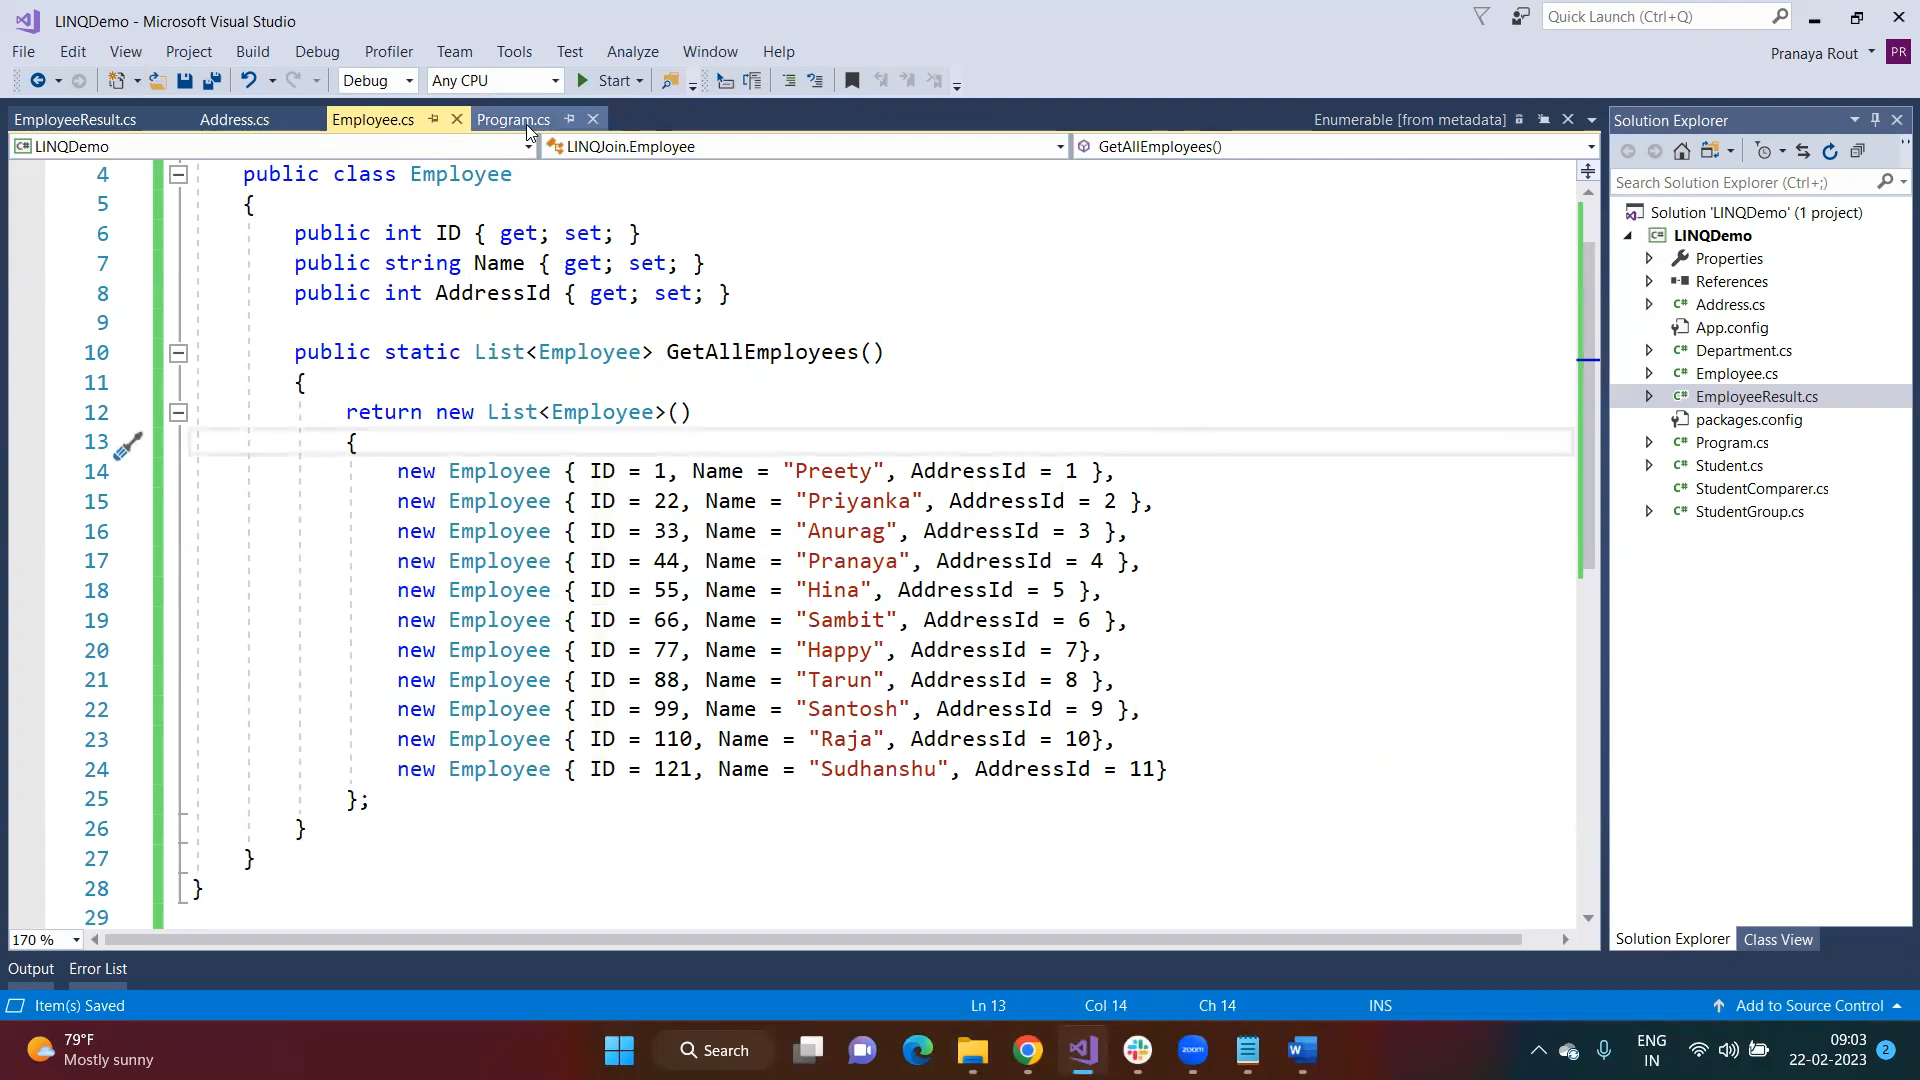 LINQDemo - Microsoft Visual Studio
Quick Launch (Ctrl+Q)
File Edit View Project Build Debug Profiler Team Tools Test Analyze Window Help
Pranaya Rout PR
Debug Any CPU Start
EmployeeResult.cs Address.cs Employee.cs Program.cs Enumerable [from metadata]
LINQDemo LINQJoin.Employee GetAllEmployees()
4 public class Employee
5 {
6 public int ID { get; set; }
7 public string Name { get; set; }
8 public int AddressId { get; set; }
9
10 public static List<Employee> GetAllEmployees()
11 {
12 return new List<Employee>()
13 {
14 new Employee { ID = 1, Name = "Preety", AddressId = 1 },
15 new Employee { ID = 22, Name = "Priyanka", AddressId = 2 },
16 new Employee { ID = 33, Name = "Anurag", AddressId = 3 },
17 new Employee { ID = 44, Name = "Pranaya", AddressId = 4 },
18 new Employee { ID = 55, Name = "Hina", AddressId = 5 },
19 new Employee { ID = 66, Name = "Sambit", AddressId = 6 },
20 new Employee { ID = 77, Name = "Happy", AddressId = 7},
21 new Employee { ID = 88, Name = "Tarun", AddressId = 8 },
22 new Employee { ID = 99, Name = "Santosh", AddressId = 9 },
23 new Employee { ID = 110, Name = "Raja", AddressId = 10},
24 new Employee { ID = 121, Name = "Sudhanshu", AddressId = 11}
25 };
26 }
27 }
28 }
29
170 %
Solution Explorer
Search Solution Explorer (Ctrl+;)
Solution 'LINQDemo' (1 project)
C# LINQDemo
Properties
References
C# Address.cs
App.config
C# Department.cs
C# Employee.cs
C# EmployeeResult.cs
packages.config
C# Program.cs
C# Student.cs
C# StudentComparer.cs
C# StudentGroup.cs
Solution Explorer Class View
Output Error List
Item(s) Saved Ln 13 Col 14 Ch 14 INS Add to Source Control
79°F
Mostly sunny
Search
zoom
ENG
IN
09:03
22-02-2023
2